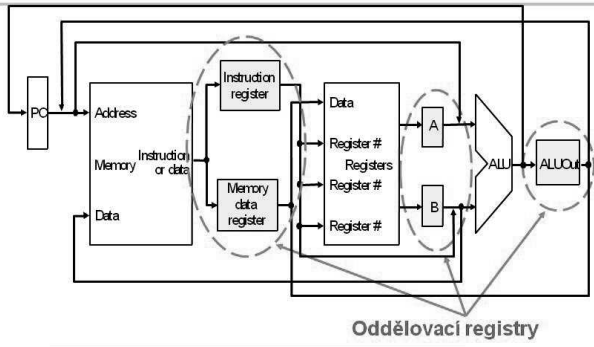 PC
Address
Memory
Instruction
or data
Data
Instruction
register
Memory
data
register
Data
Register #
Registers
Register #
Register #
A
B
ALU
ALUOut
Oddělovací registry